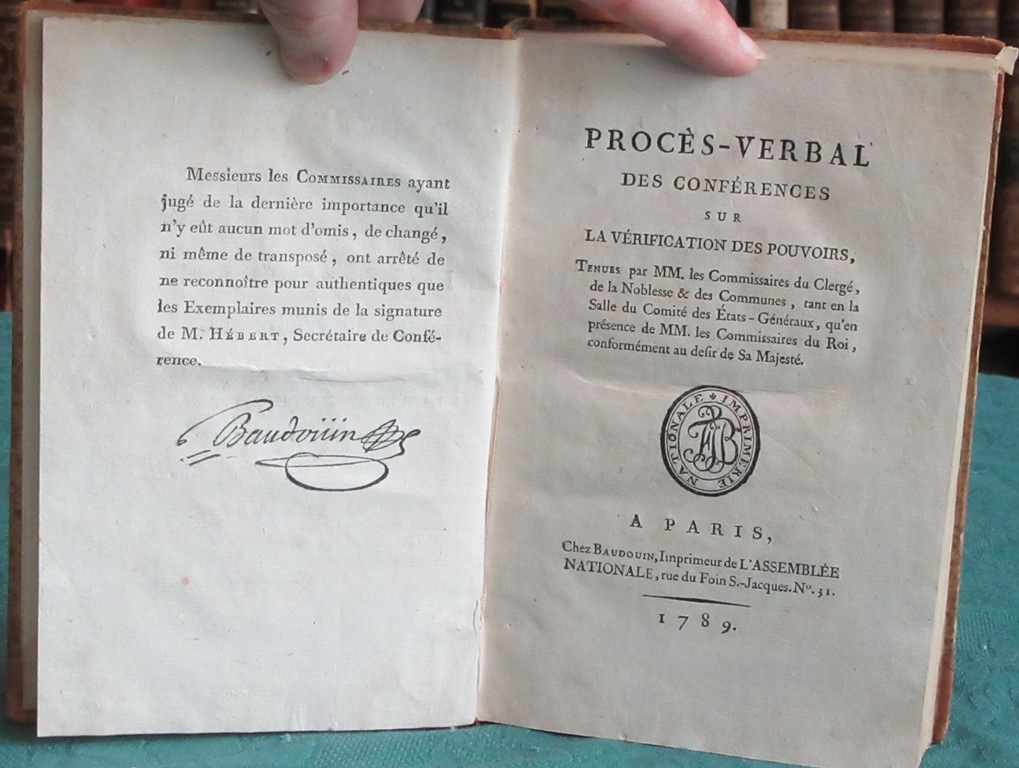 Messieurs les COMMISSAIRES ayant
jugé de la dernière importance qu'il
n'y eût aucun mot d'omis, de changé,
ni même de transposé, ont arrêté de
ne reconnoître pour authentiques que
les Exemplaires munis de la signature
de M. HÉBERT, Secrétaire de Confé-
rence.
Baudouin
PROCÈS-VERBAL
DES CONFÉRENCES
SUR
LA VÉRIFICATION DES POUVOIRS,
TENUES par MM. les Commissaires du Clergé,
de la Noblesse & des Communes, tant en la
Salle du Comité des États-Généraux, qu'en
présence de MM. les Commissaires du Roi,
conformément au desir de Sa Majesté.
IMPRIMERIE NATIONALE
FJB
A PARIS,
Chez BAUDOUIN, Imprimeur de L'ASSEMBLÉE
NATIONALE, rue du Foin S.-Jacques. N°. 31.
1789.